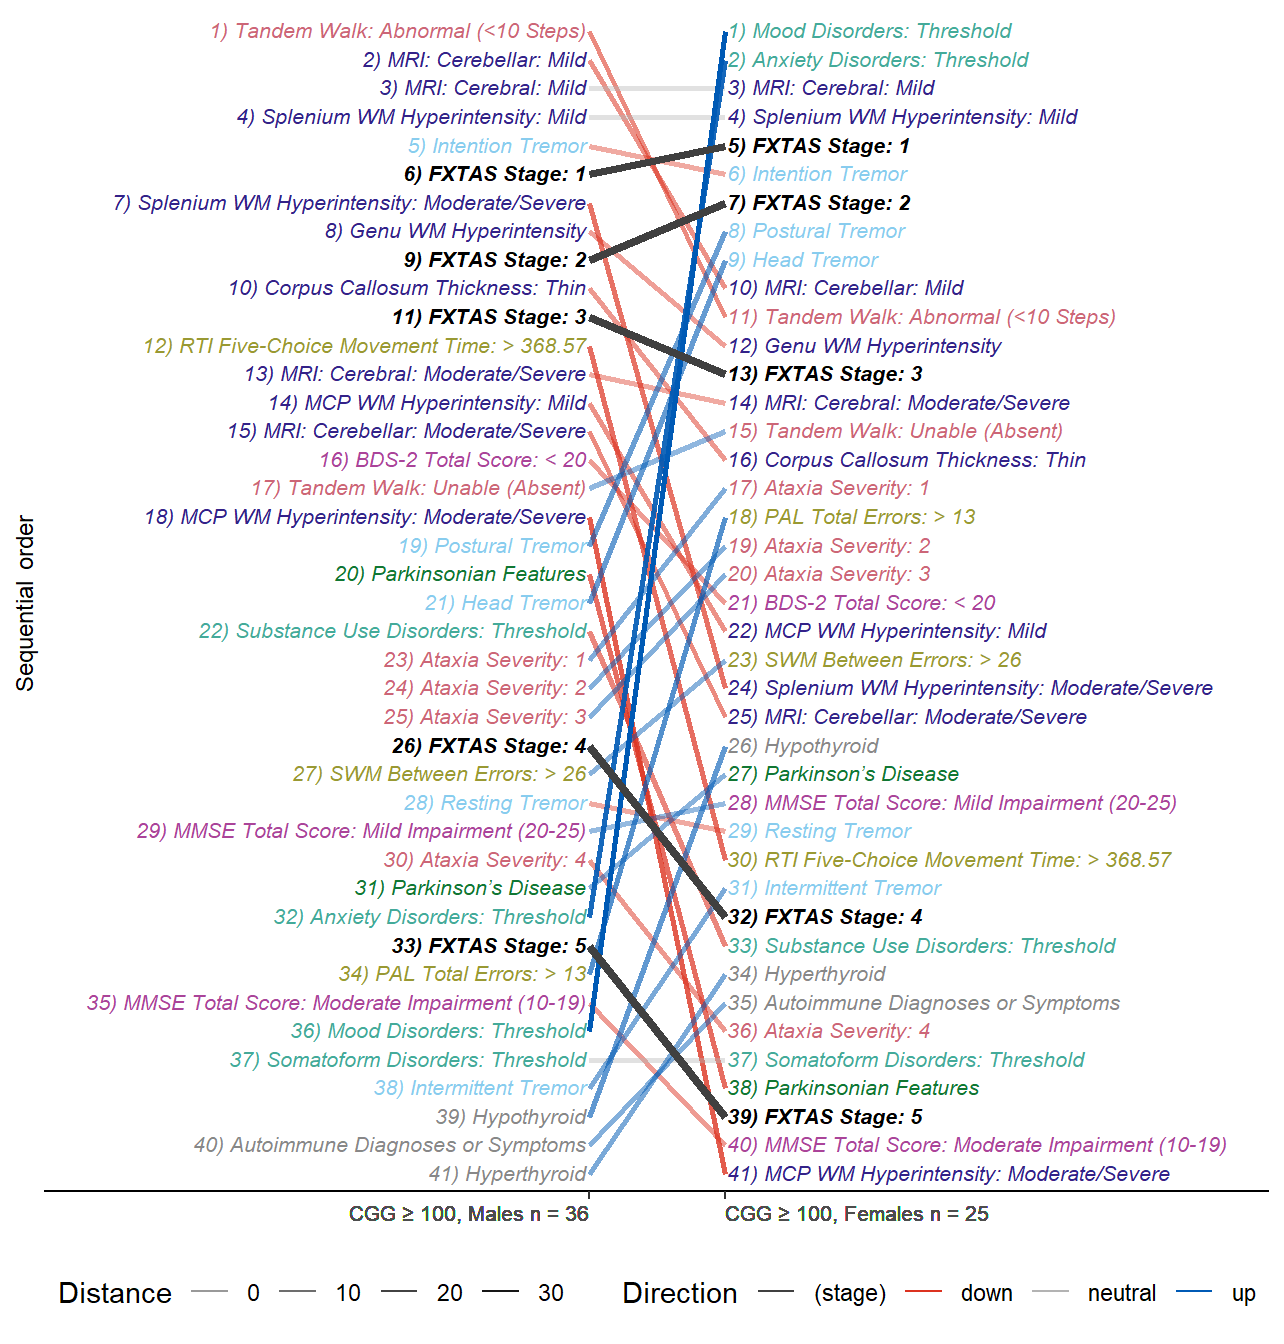 Sequential order
1) Tandem Walk: Abnormal (<10 Steps)
2) MRI: Cerebellar: Mild
3) MRI: Cerebral: Mild
4) Splenium WM Hyperintensity: Mild
5) Intention Tremor
6) FXTAS Stage: 1
7) Splenium WM Hyperintensity: Moderate/Severe
8) Genu WM Hyperintensity
9) FXTAS Stage: 2
10) Corpus Callosum Thickness: Thin
11) FXTAS Stage: 3
12) RTI Five-Choice Movement Time: > 368.57
13) MRI: Cerebral: Moderate/Severe
14) MCP WM Hyperintensity: Mild
15) MRI: Cerebellar: Moderate/Severe
16) BDS-2 Total Score: < 20
17) Tandem Walk: Unable (Absent)
18) MCP WM Hyperintensity: Moderate/Severe
19) Postural Tremor
20) Parkinsonian Features
21) Head Tremor
22) Substance Use Disorders: Threshold
23) Ataxia Severity: 1
24) Ataxia Severity: 2
25) Ataxia Severity: 3
26) FXTAS Stage: 4
27) SWM Between Errors: > 26
28) Resting Tremor
29) MMSE Total Score: Mild Impairment (20-25)
30) Ataxia Severity: 4
31) Parkinson's Disease
32) Anxiety Disorders: Threshold
33) FXTAS Stage: 5
34) PAL Total Errors: > 13
35) MMSE Total Score: Moderate Impairment (10-19)
36) Mood Disorders: Threshold
37) Somatoform Disorders: Threshold
38) Intermittent Tremor
39) Hypothyroid
40) Autoimmune Diagnoses or Symptoms
41) Hyperthyroid
1) Mood Disorders: Threshold
2) Anxiety Disorders: Threshold
3) MRI: Cerebral: Mild
4) Splenium WM Hyperintensity: Mild
5) FXTAS Stage: 1
6) Intention Tremor
7) FXTAS Stage: 2
8) Postural Tremor
9) Head Tremor
10) MRI: Cerebellar: Mild
11) Tandem Walk: Abnormal (<10 Steps)
12) Genu WM Hyperintensity
13) FXTAS Stage: 3
14) MRI: Cerebral: Moderate/Severe
15) Tandem Walk: Unable (Absent)
16) Corpus Callosum Thickness: Thin
17) Ataxia Severity: 1
18) PAL Total Errors: > 13
19) Ataxia Severity: 2
20) Ataxia Severity: 3
21) BDS-2 Total Score: < 20
22) MCP WM Hyperintensity: Mild
23) SWM Between Errors: > 26
24) Splenium WM Hyperintensity: Moderate/Severe
25) MRI: Cerebellar: Moderate/Severe
26) Hypothyroid
27) Parkinson's Disease
28) MMSE Total Score: Mild Impairment (20-25)
29) Resting Tremor
30) RTI Five-Choice Movement Time: > 368.57
31) Intermittent Tremor
32) FXTAS Stage: 4
33) Substance Use Disorders: Threshold
34) Hyperthyroid
35) Autoimmune Diagnoses or Symptoms
36) Ataxia Severity: 4
37) Somatoform Disorders: Threshold
38) Parkinsonian Features
39) FXTAS Stage: 5
40) MMSE Total Score: Moderate Impairment (10-19)
41) MCP WM Hyperintensity: Moderate/Severe
CGG ≥ 100, Males n = 36
CGG ≥ 100, Females n = 25
Distance 0 10 20 30
Direction (stage) down neutral up